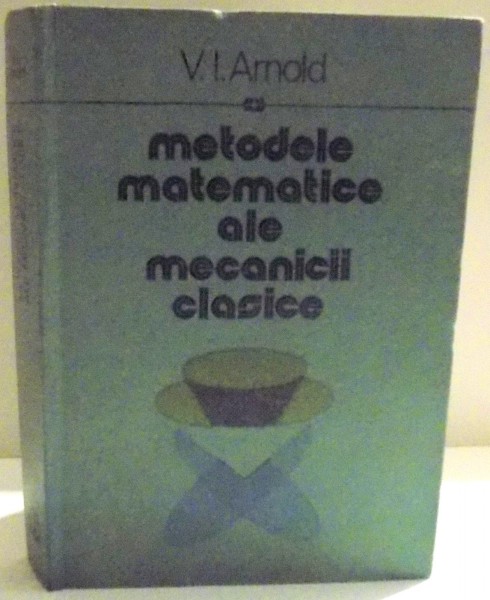 V. I. Arnold
metodele
matematice
ale
mecanicii
clasice